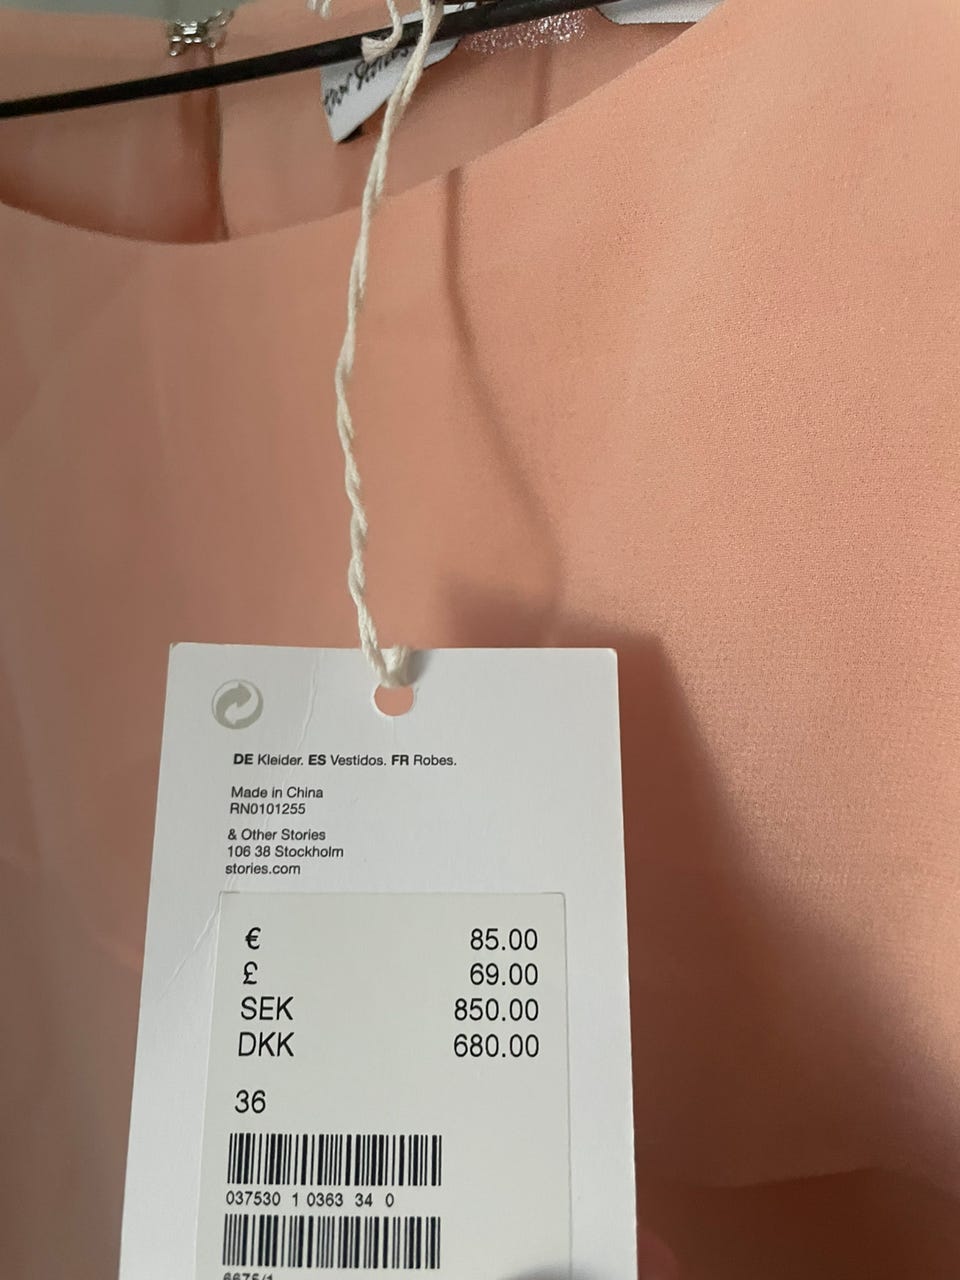 DE Kleider. ES Vestidos. FR Robes.
Made in China
RN0101255
& Other Stories
106 38 Stockholm
stories.com
€ 85.00
£ 69.00
SEK 850.00
DKK 680.00
36
037530 1 0363 34 0